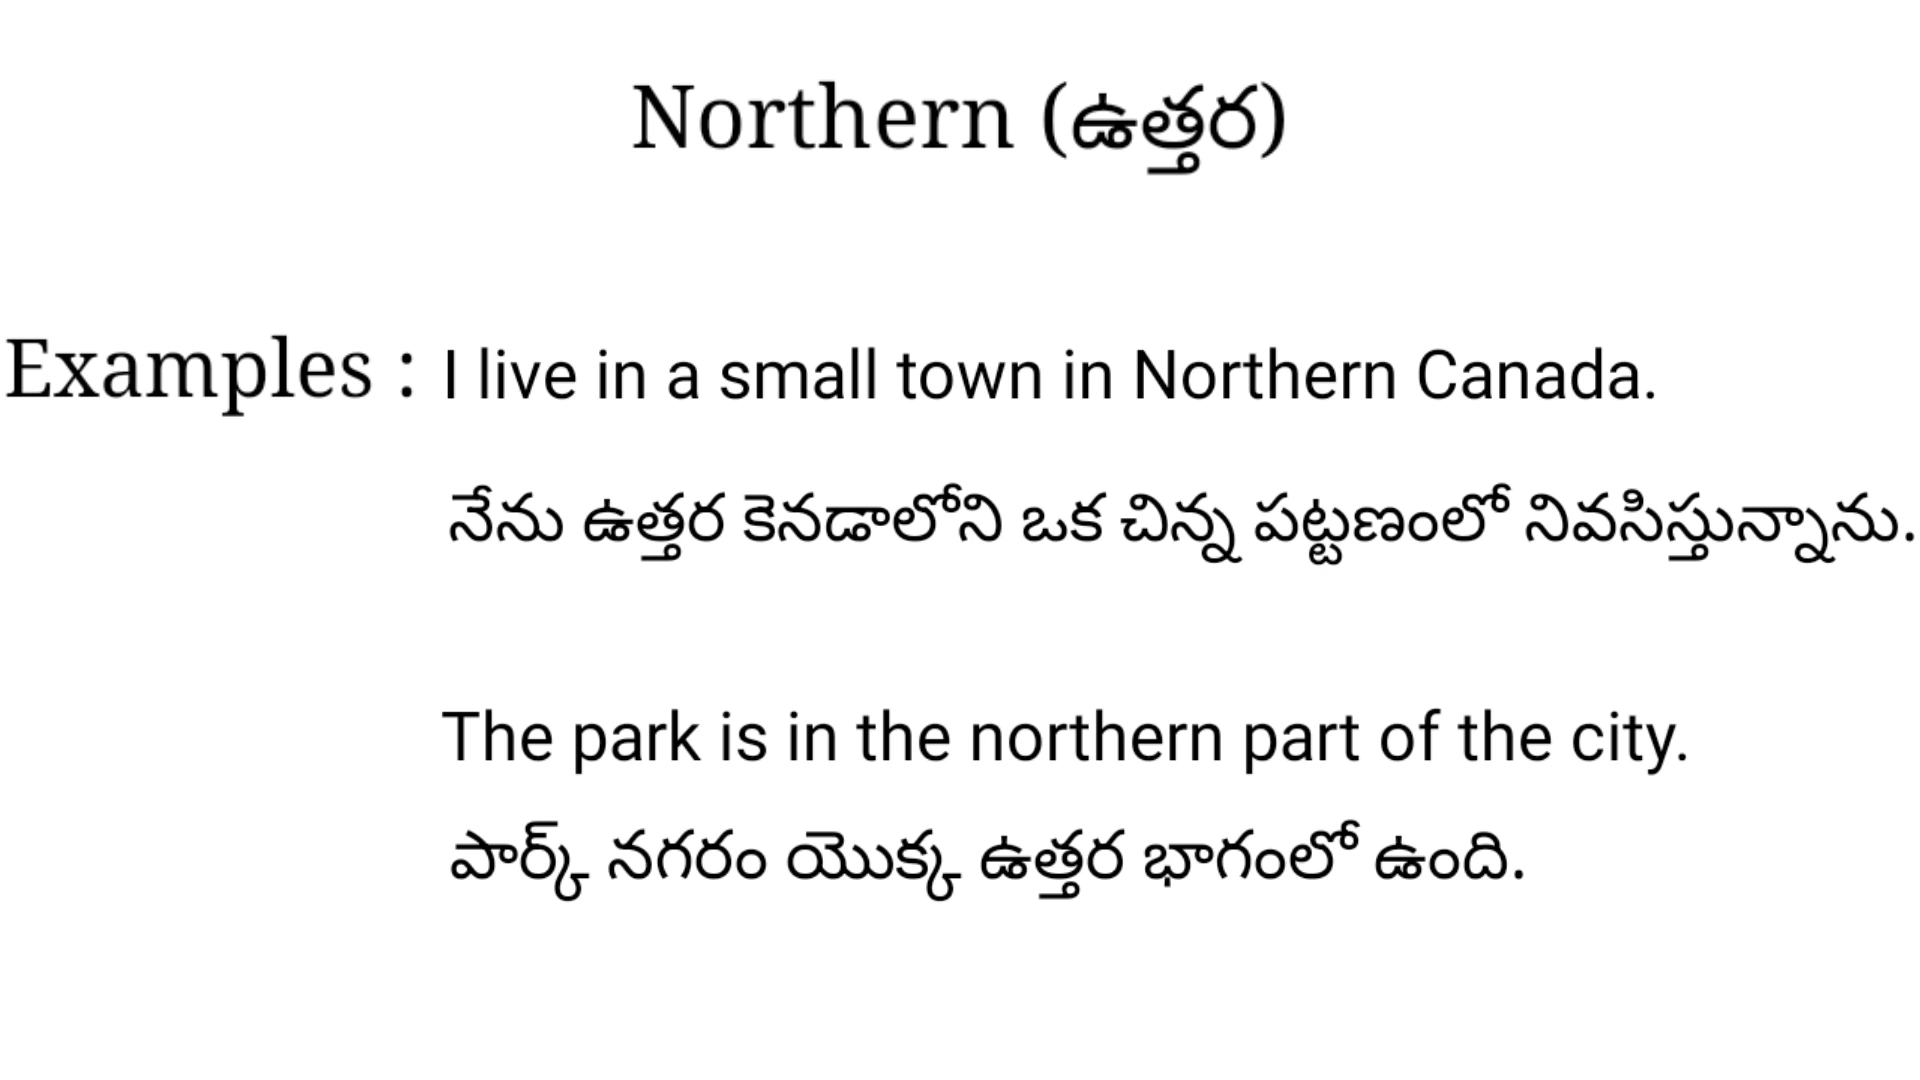 Northern (ఉత్తర)
Examples : I live in a small town in Northern Canada.
నేను ఉత్తర కెనడాలోని ఒక చిన్న పట్టణంలో నివసిస్తున్నాను.
The park is in the northern part of the city.
పార్క్ నగరం యొక్క ఉత్తర భాగంలో ఉంది.